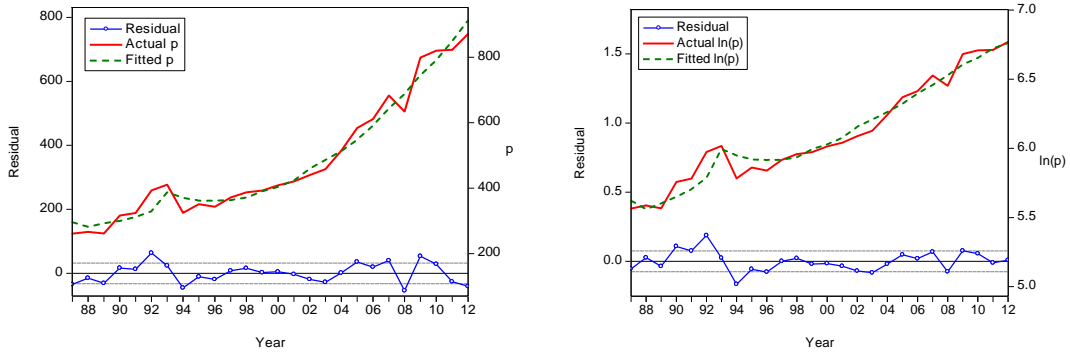 800
600
400
200
0
Residual
Residual
Actual p
Fitted p
800
600
400
200
p
88 90 92 94 96 98 00 02 04 06 08 10 12
Year
1.5
1.0
0.5
0.0
Residual
Residual
Actual ln(p)
Fitted ln(p)
7.0
6.5
6.0
5.5
5.0
ln(p)
88 90 92 94 96 98 00 02 04 06 08 10 12
Year